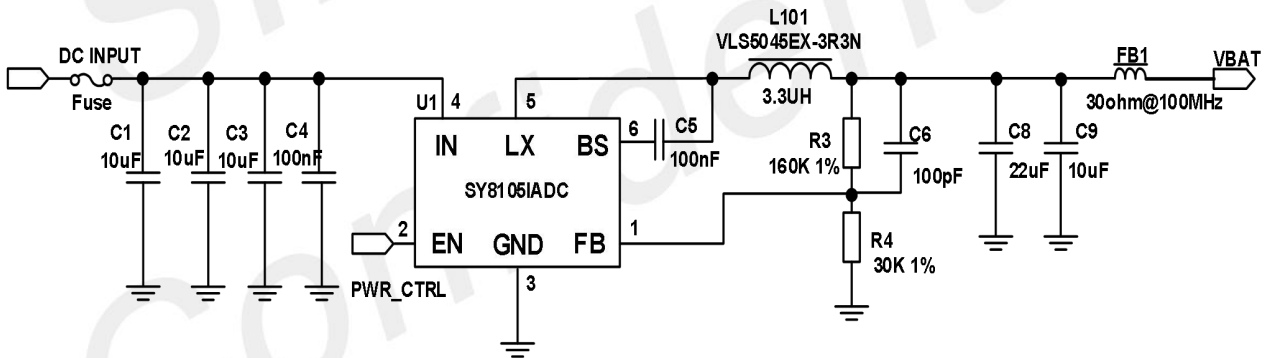 L101
VLS5045EX-3R3N
DC INPUT
FB1
VBAT
Fuse
U1
4
5
3.3UH
30ohm@100MHz
C1
10uF
C2
10uF
C3
10uF
C4
100nF
IN
LX
BS
6
C5
100nF
R3
160K 1%
C6
100pF
C8
22uF
C9
10uF
SY8105IADC
2
EN
GND
FB
1
R4
30K 1%
PWR_CTRL
3